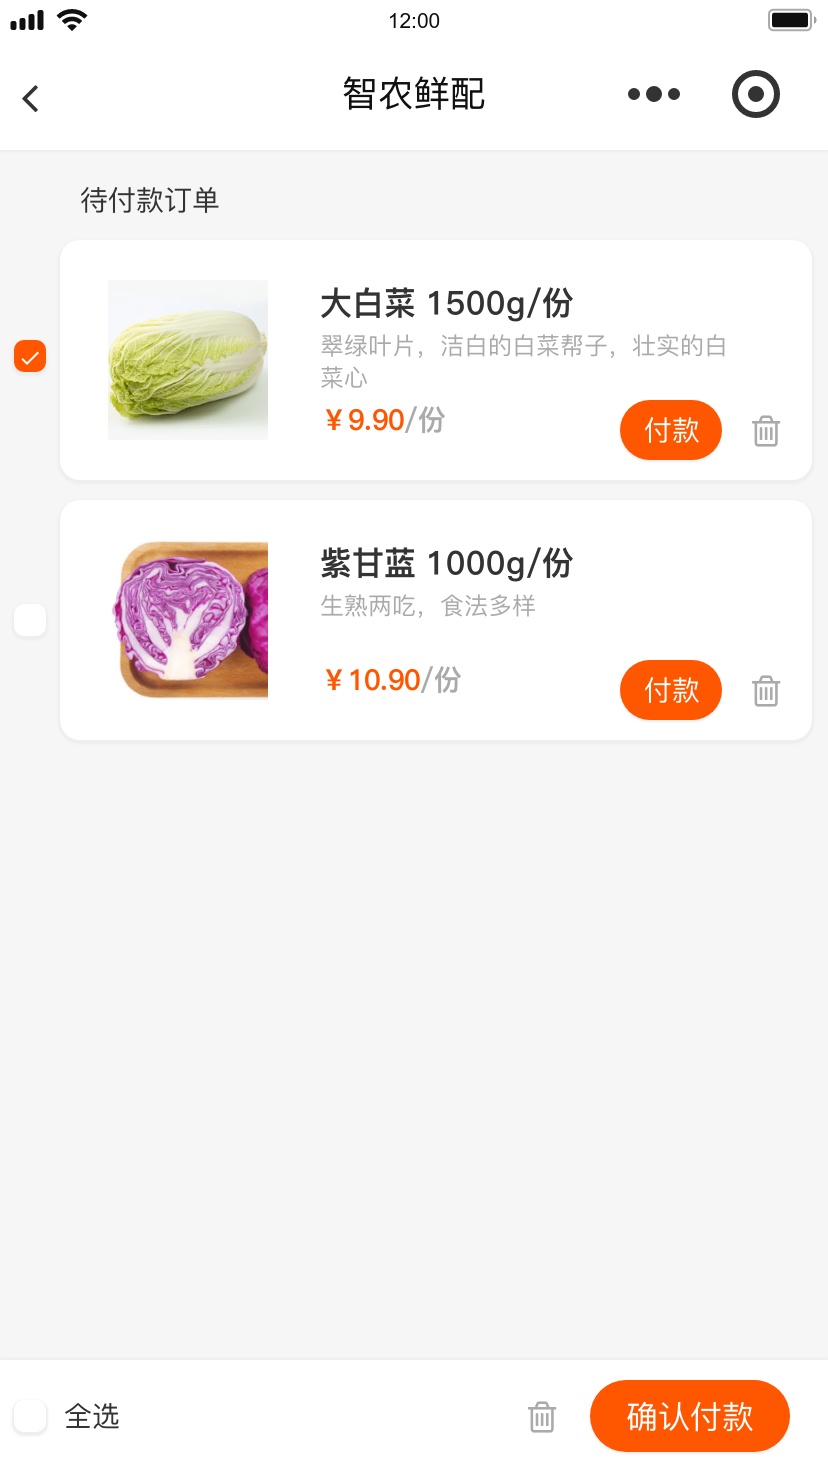 12:00
智农鲜配
待付款订单
大白菜 1500g/份
翠绿叶片，洁白的白菜帮子，壮实的白
菜心
￥9.90/份
付款
紫甘蓝 1000g/份
生熟两吃，食法多样
￥10.90/份
付款
全选
确认付款